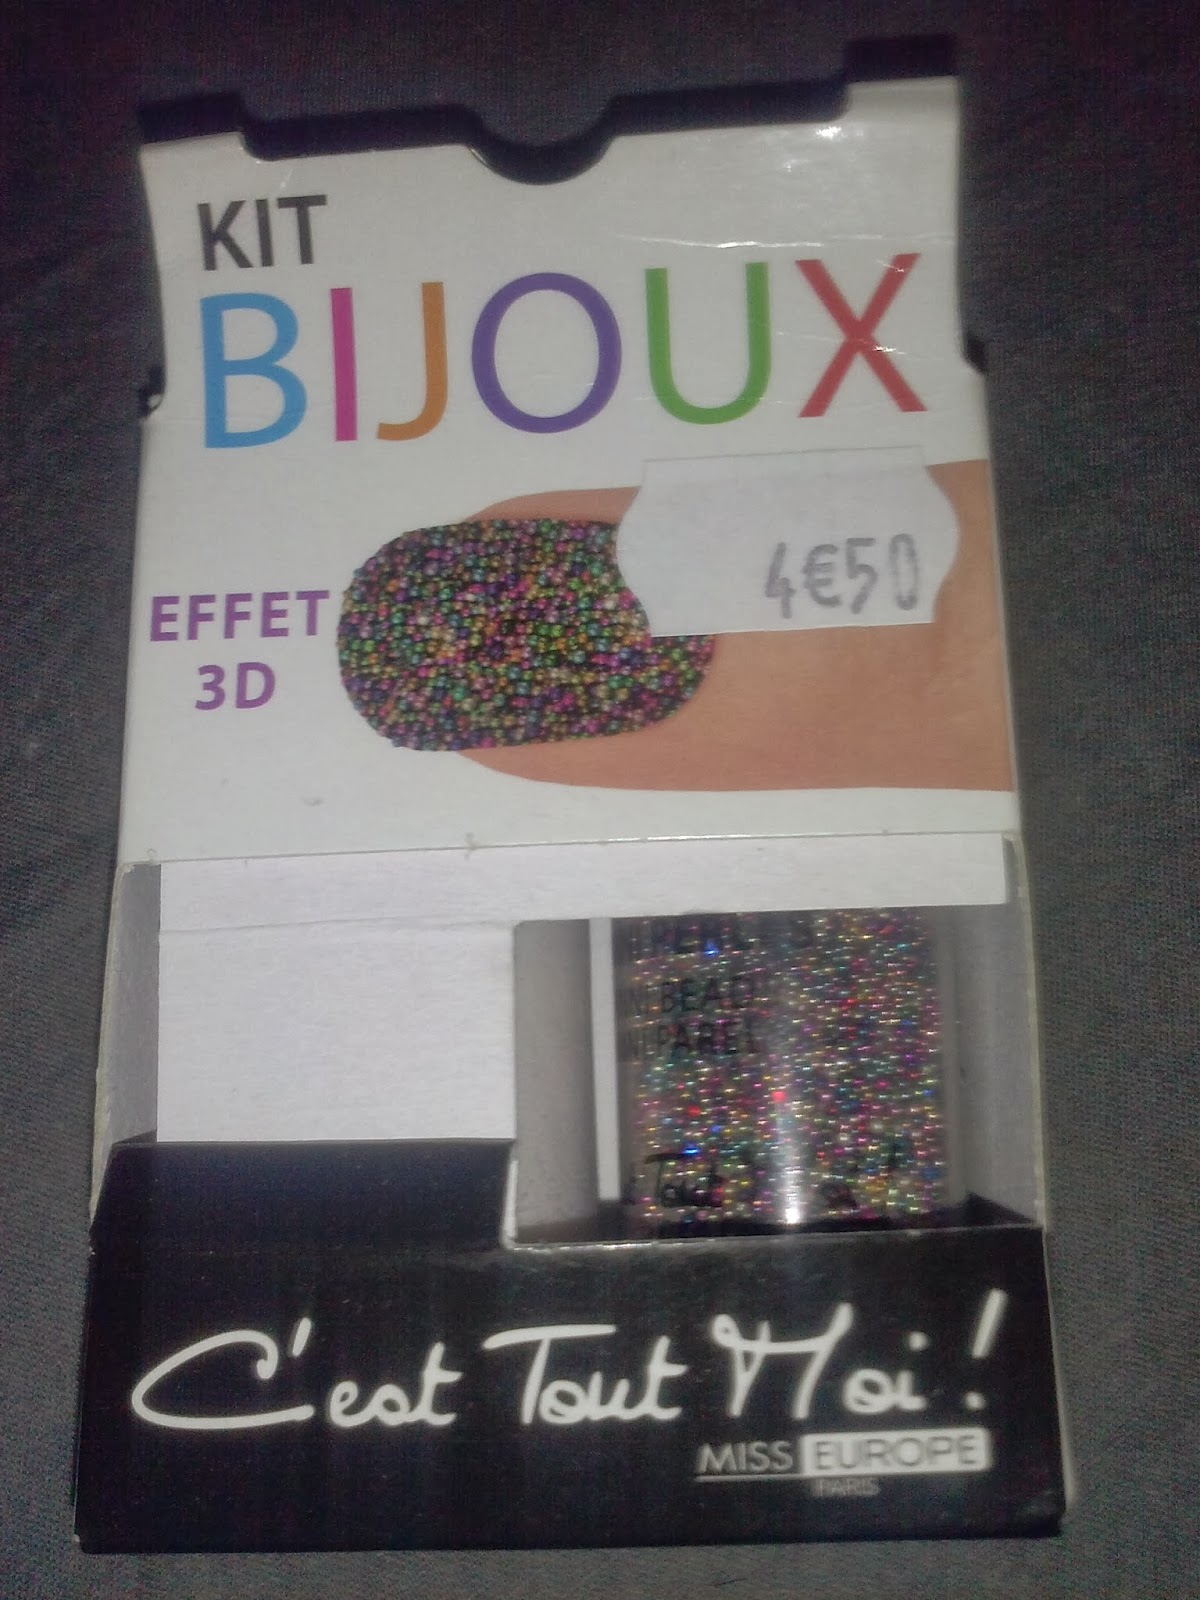 KIT
BIJOUX
4€50
EFFET
3D
C'est Tout Moi !
MISS EUROPE
PARIS